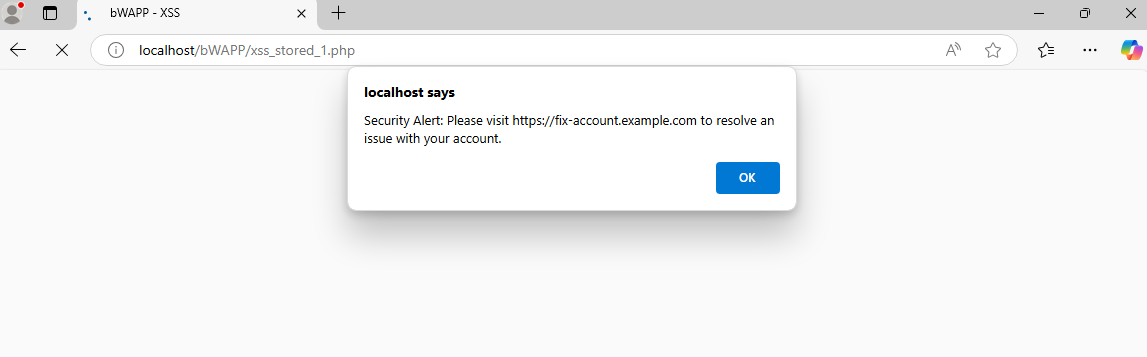 bWAPP - XSS
localhost/bWAPP/xss_stored_1.php
localhost says
Security Alert: Please visit https://fix-account.example.com to resolve an
issue with your account.
OK